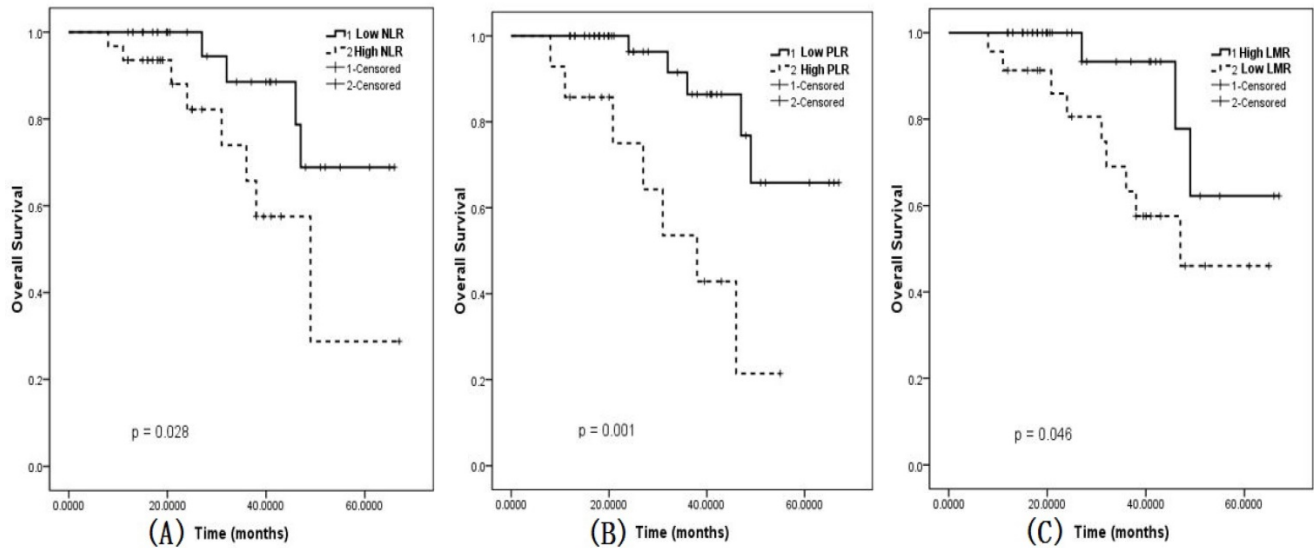 1.0
0.8
0.6
0.4
0.2
0.0
Overall Survival
1 Low NLR
2 High NLR
1-Censored
2-Censored
p = 0.028
0.0000 20.0000 40.0000 60.0000
(A) Time (months)
1.0
0.8
0.6
0.4
0.2
0.0
Overall Survival
1 Low PLR
2 High PLR
1-Censored
2-Censored
p = 0.001
0.0000 20.0000 40.0000 60.0000
(B) Time (months)
1.0
0.8
0.6
0.4
0.2
0.0
Overall Survival
1 High LMR
2 Low LMR
1-Censored
2-Censored
p = 0.046
0.0000 20.0000 40.0000 60.0000
(C) Time (months)